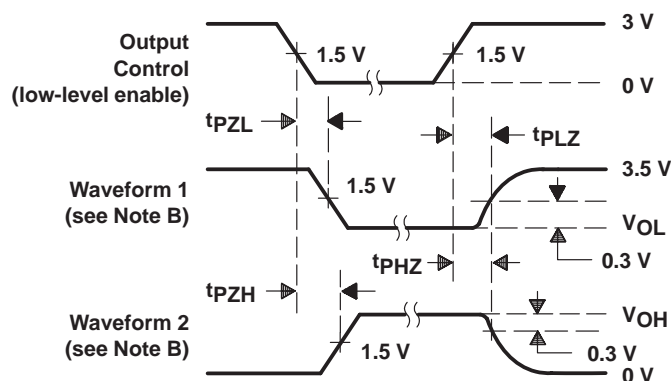 Output
Control
(low-level enable)
1.5 V
1.5 V
3 V
0 V
tPZL
tPLZ
Waveform 1
(see Note B)
1.5 V
3.5 V
VOL
0.3 V
tPHZ
tPZH
Waveform 2
(see Note B)
1.5 V
VOH
0.3 V
0 V